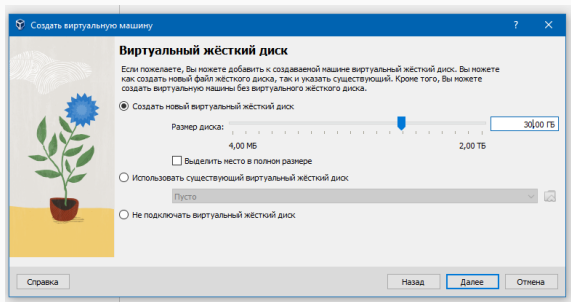 Создать виртуальную машину
?
Виртуальный жёсткий диск
Если пожелаете, Вы можете добавить к создаваемой машине виртуальный жёсткий диск. Вы можете
как создать новый файл жёсткого диска, так и указать существующий. Кроме того, Вы можете
создать виртуальную машины без виртуального жёсткого диска.
Создать новый виртуальный жёсткий диск
Размер диска:
30,00 ГБ
4,00 МБ
2,00 ТБ
Выделить место в полном размере
Использовать существующий виртуальный жёсткий диск
Пусто
Не подключать виртуальный жёсткий диск
Справка
Назад
Далее
Отмена